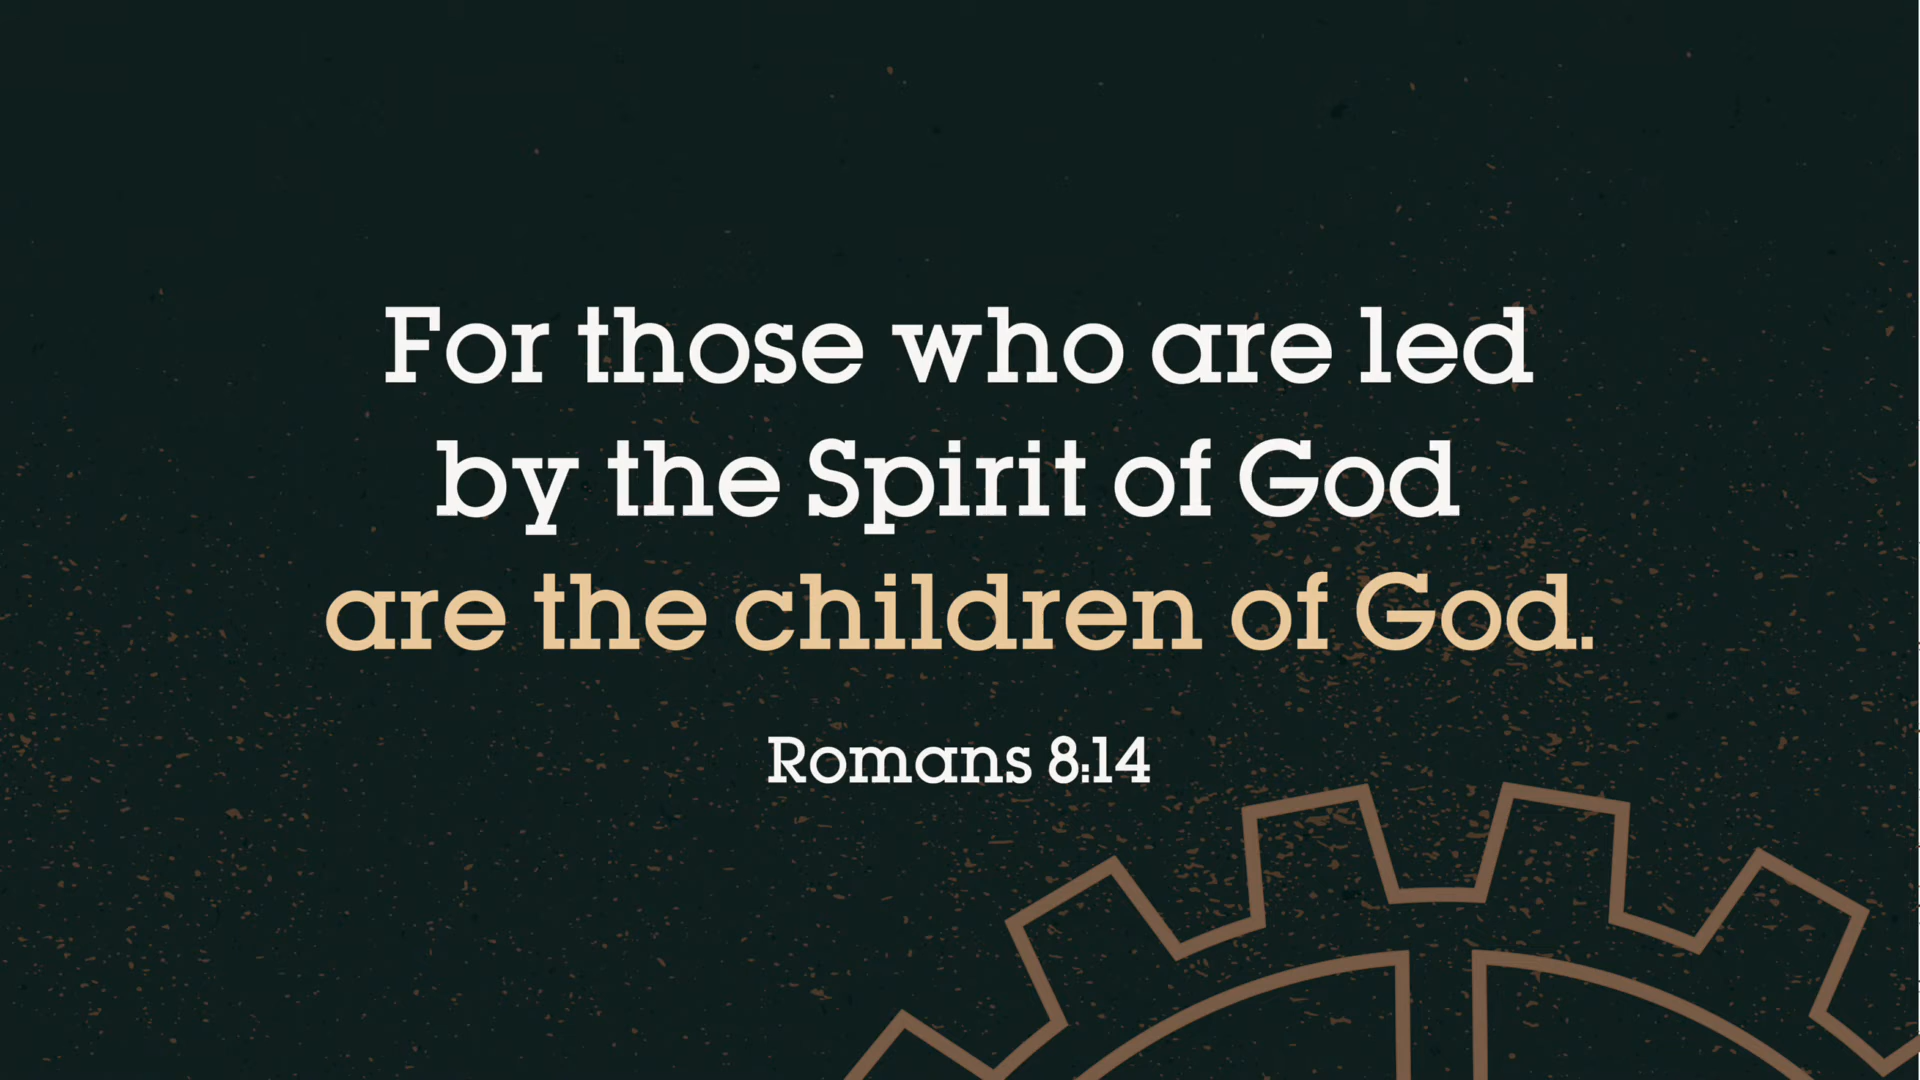 For those who are led
by the Spirit of God
are the children of God.
Romans 8:14